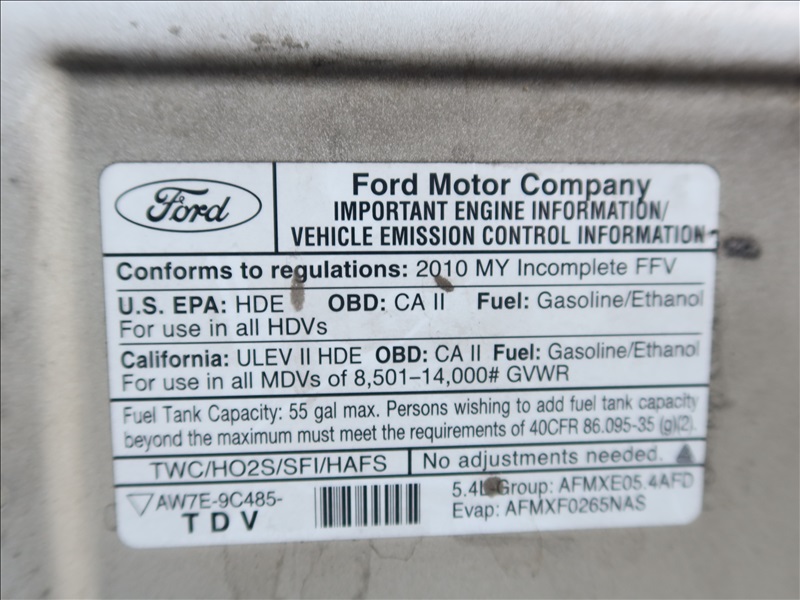 Ford
Ford Motor Company
IMPORTANT ENGINE INFORMATION/
VEHICLE EMISSION CONTROL INFORMATION
Conforms to regulations: 2010 MY Incomplete FFV
U.S. EPA: HDE OBD: CA II Fuel: Gasoline/Ethanol
For use in all HDVs
California: ULEV II HDE OBD: CA II Fuel: Gasoline/Ethanol
For use in all MDVs of 8,501-14,000# GVWR
Fuel Tank Capacity: 55 gal max. Persons wishing to add fuel tank capacity
beyond the maximum must meet the requirements of 40CFR 86.095-35 (g)(2).
TWC/HO2S/SFI/HAFS
No adjustments needed.
AW7E-9C485-
TDV
5.4L-Group: AFMXE05.4AFD
Evap: AFMXF0265NAS